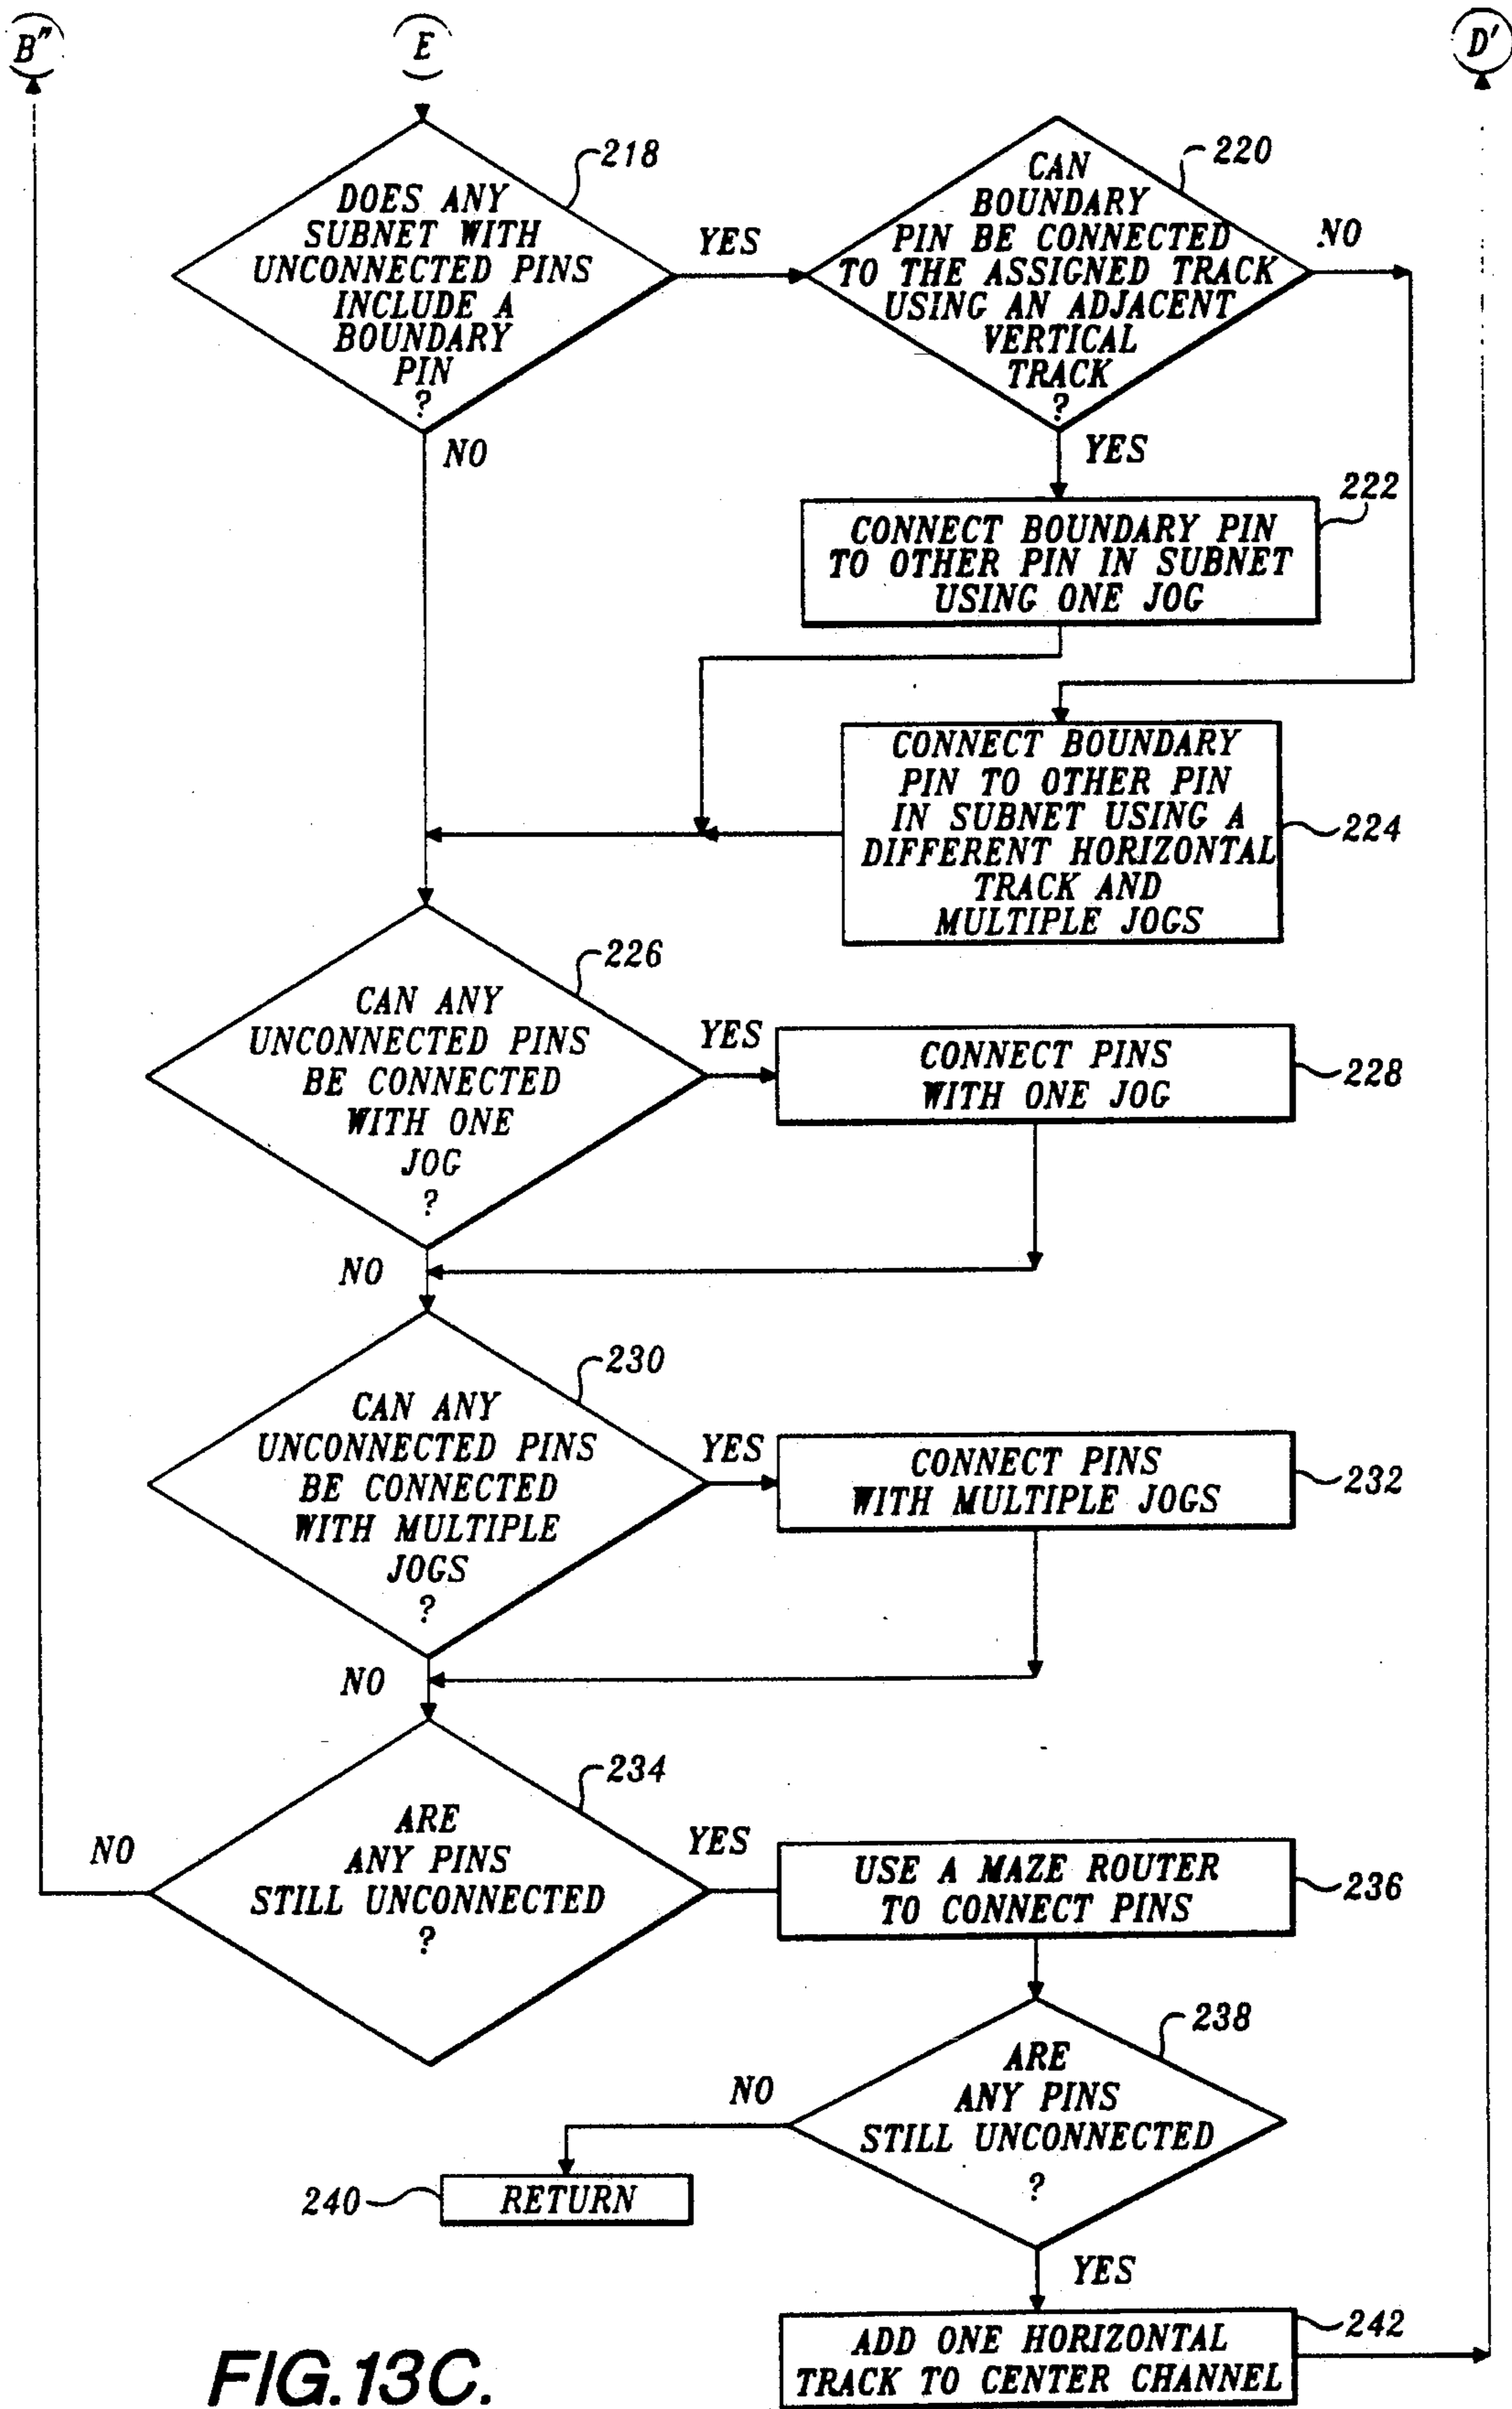 B"
E
D'
218
DOES ANY
SUBNET WITH
UNCONNECTED PINS
INCLUDE A
BOUNDARY
PIN
?
YES
NO
220
CAN
BOUNDARY
PIN BE CONNECTED
TO THE ASSIGNED TRACK
USING AN ADJACENT
VERTICAL
TRACK
?
NO
YES
222
CONNECT BOUNDARY PIN
TO OTHER PIN IN SUBNET
USING ONE JOG
CONNECT BOUNDARY
PIN TO OTHER PIN
IN SUBNET USING A
DIFFERENT HORIZONTAL
TRACK AND
MULTIPLE JOGS
224
226
CAN ANY
UNCONNECTED PINS
BE CONNECTED
WITH ONE
JOG
?
YES
NO
CONNECT PINS
WITH ONE JOG
228
230
CAN ANY
UNCONNECTED PINS
BE CONNECTED
WITH MULTIPLE
JOGS
?
YES
NO
CONNECT PINS
WITH MULTIPLE JOGS
232
234
ARE
ANY PINS
STILL UNCONNECTED
?
NO
YES
USE A MAZE ROUTER
TO CONNECT PINS
236
238
ARE
ANY PINS
STILL UNCONNECTED
?
NO
YES
240
RETURN
242
ADD ONE HORIZONTAL
TRACK TO CENTER CHANNEL
FIG.13C.